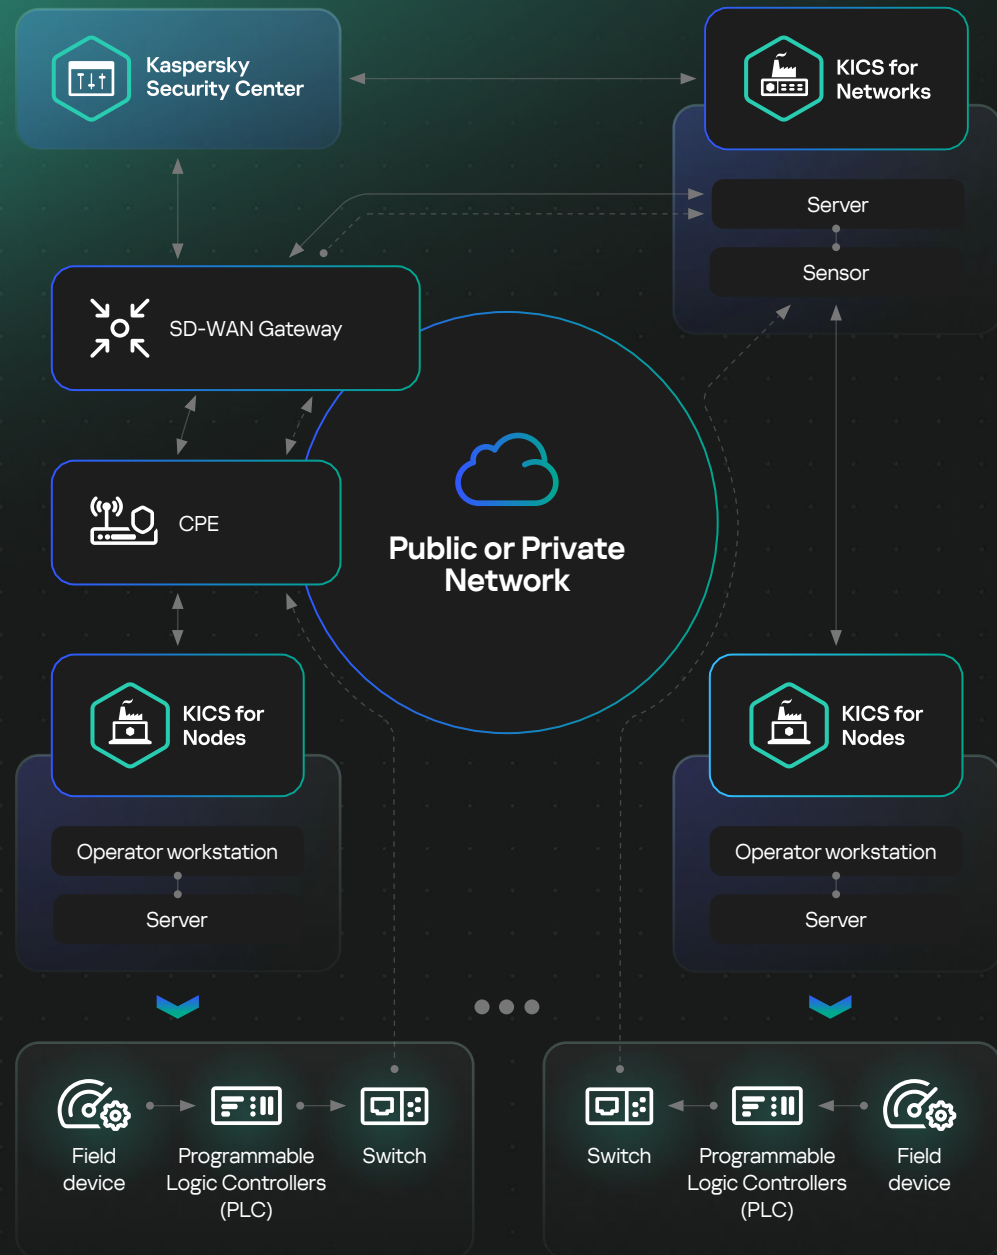 Kaspersky
Security Center
KICS for
Networks
Server
Sensor
SD-WAN Gateway
CPE
Public or Private
Network
KICS for
Nodes
Operator workstation
Server
KICS for
Nodes
Operator workstation
Server
Field
device
Programmable
Logic Controllers
(PLC)
Switch
Switch
Programmable
Logic Controllers
(PLC)
Field
device